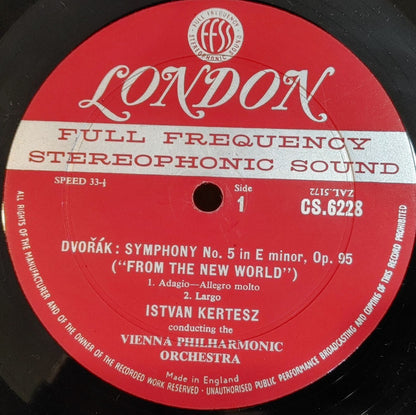 FULL FREQUENCY
STEREOPHONIC SOUND
FFSS
LONDON
FULL FREQUENCY
STEREOPHONIC SOUND
SPEED 33⅓
Side
1
ZAL.5172
CS.6228
DVOŘÁK: SYMPHONY No. 5 in E minor, Op. 95
("FROM THE NEW WORLD")
1. Adagio—Allegro molto
2. Largo
ISTVAN KERTESZ
conducting the
VIENNA PHILHARMONIC
ORCHESTRA
Made in England
ALL RIGHTS OF THE MANUFACTURER AND OF THE OWNER OF THE RECORDED WORK RESERVED - UNAUTHORISED PUBLIC PERFORMANCE BROADCASTING AND COPYING OF THIS RECORD PROHIBITED